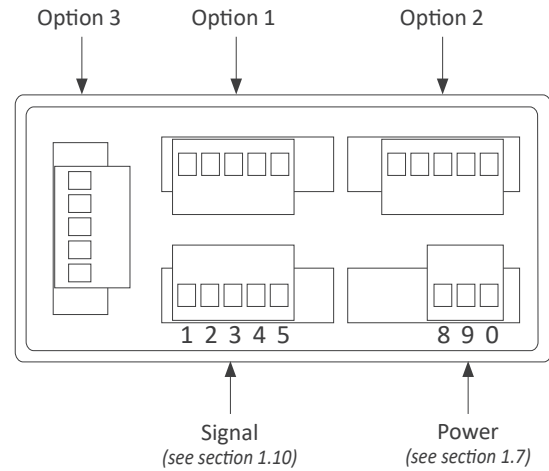 Option 3 Option 1 Option 2
1 2 3 4 5 8 9 0
Signal Power
(see section 1.10) (see section 1.7)